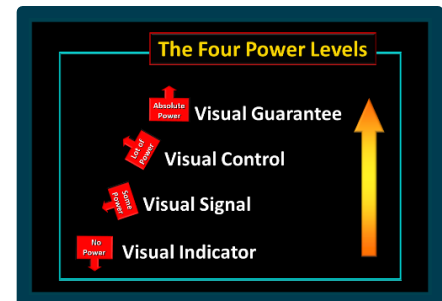 The Four Power Levels
Absolute
Power
Visual Guarantee
Lot of
Power
Visual Control
Some
Power
Visual Signal
No
Power
Visual Indicator